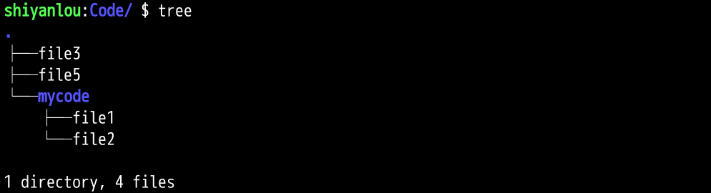 shiyanlou:Code/ $ tree
.
├──file3
├──file5
└──mycode
    ├──file1
    └──file2

1 directory, 4 files